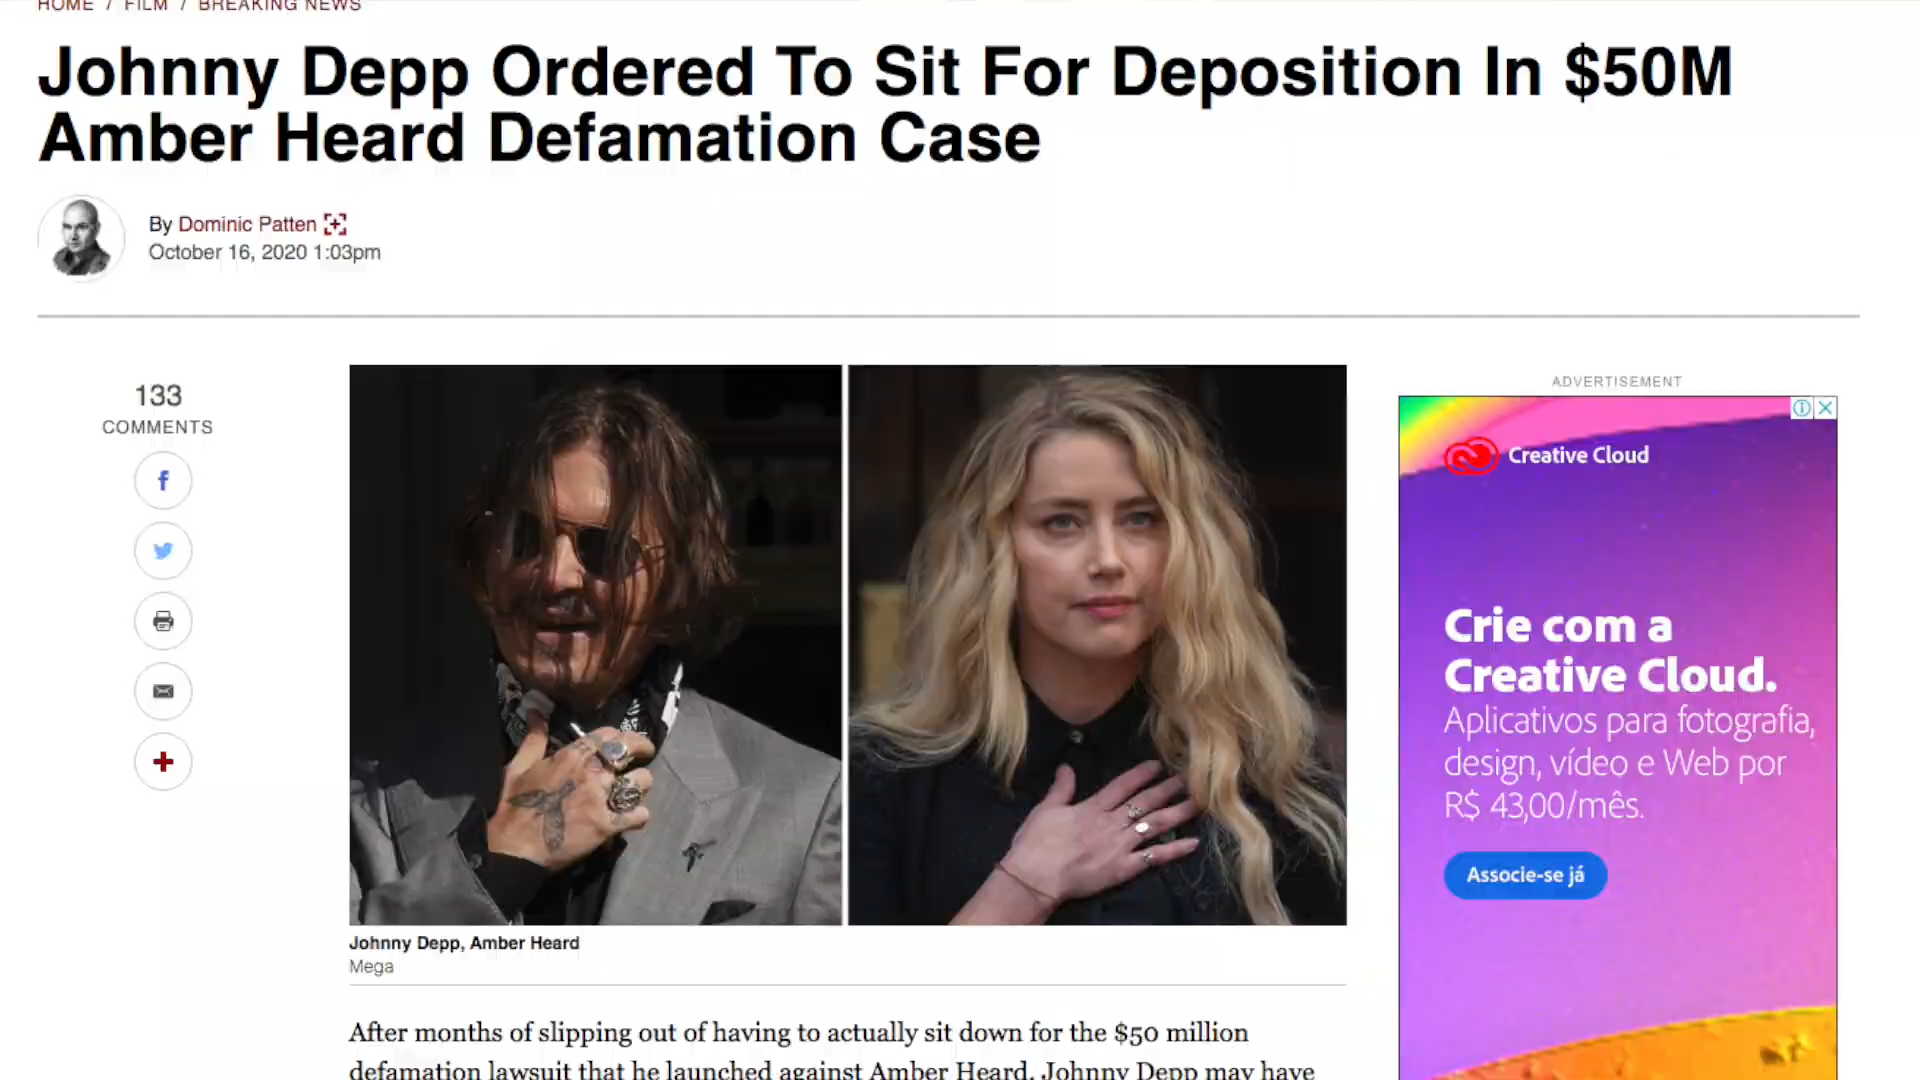 HOME / FILM / BREAKING NEWS
Johnny Depp Ordered To Sit For Deposition In $50M
Amber Heard Defamation Case
By Dominic Patten
October 16, 2020 1:03pm
133
COMMENTS
ADVERTISEMENT
Creative Cloud
Crie com a
Creative Cloud.
Aplicativos para fotografia,
design, vídeo e Web por
R$ 43,00/mês.
Associe-se já
Johnny Depp, Amber Heard
Mega
After months of slipping out of having to actually sit down for the $50 million
defamation lawsuit that he launched against Amber Heard, Johnny Depp may have